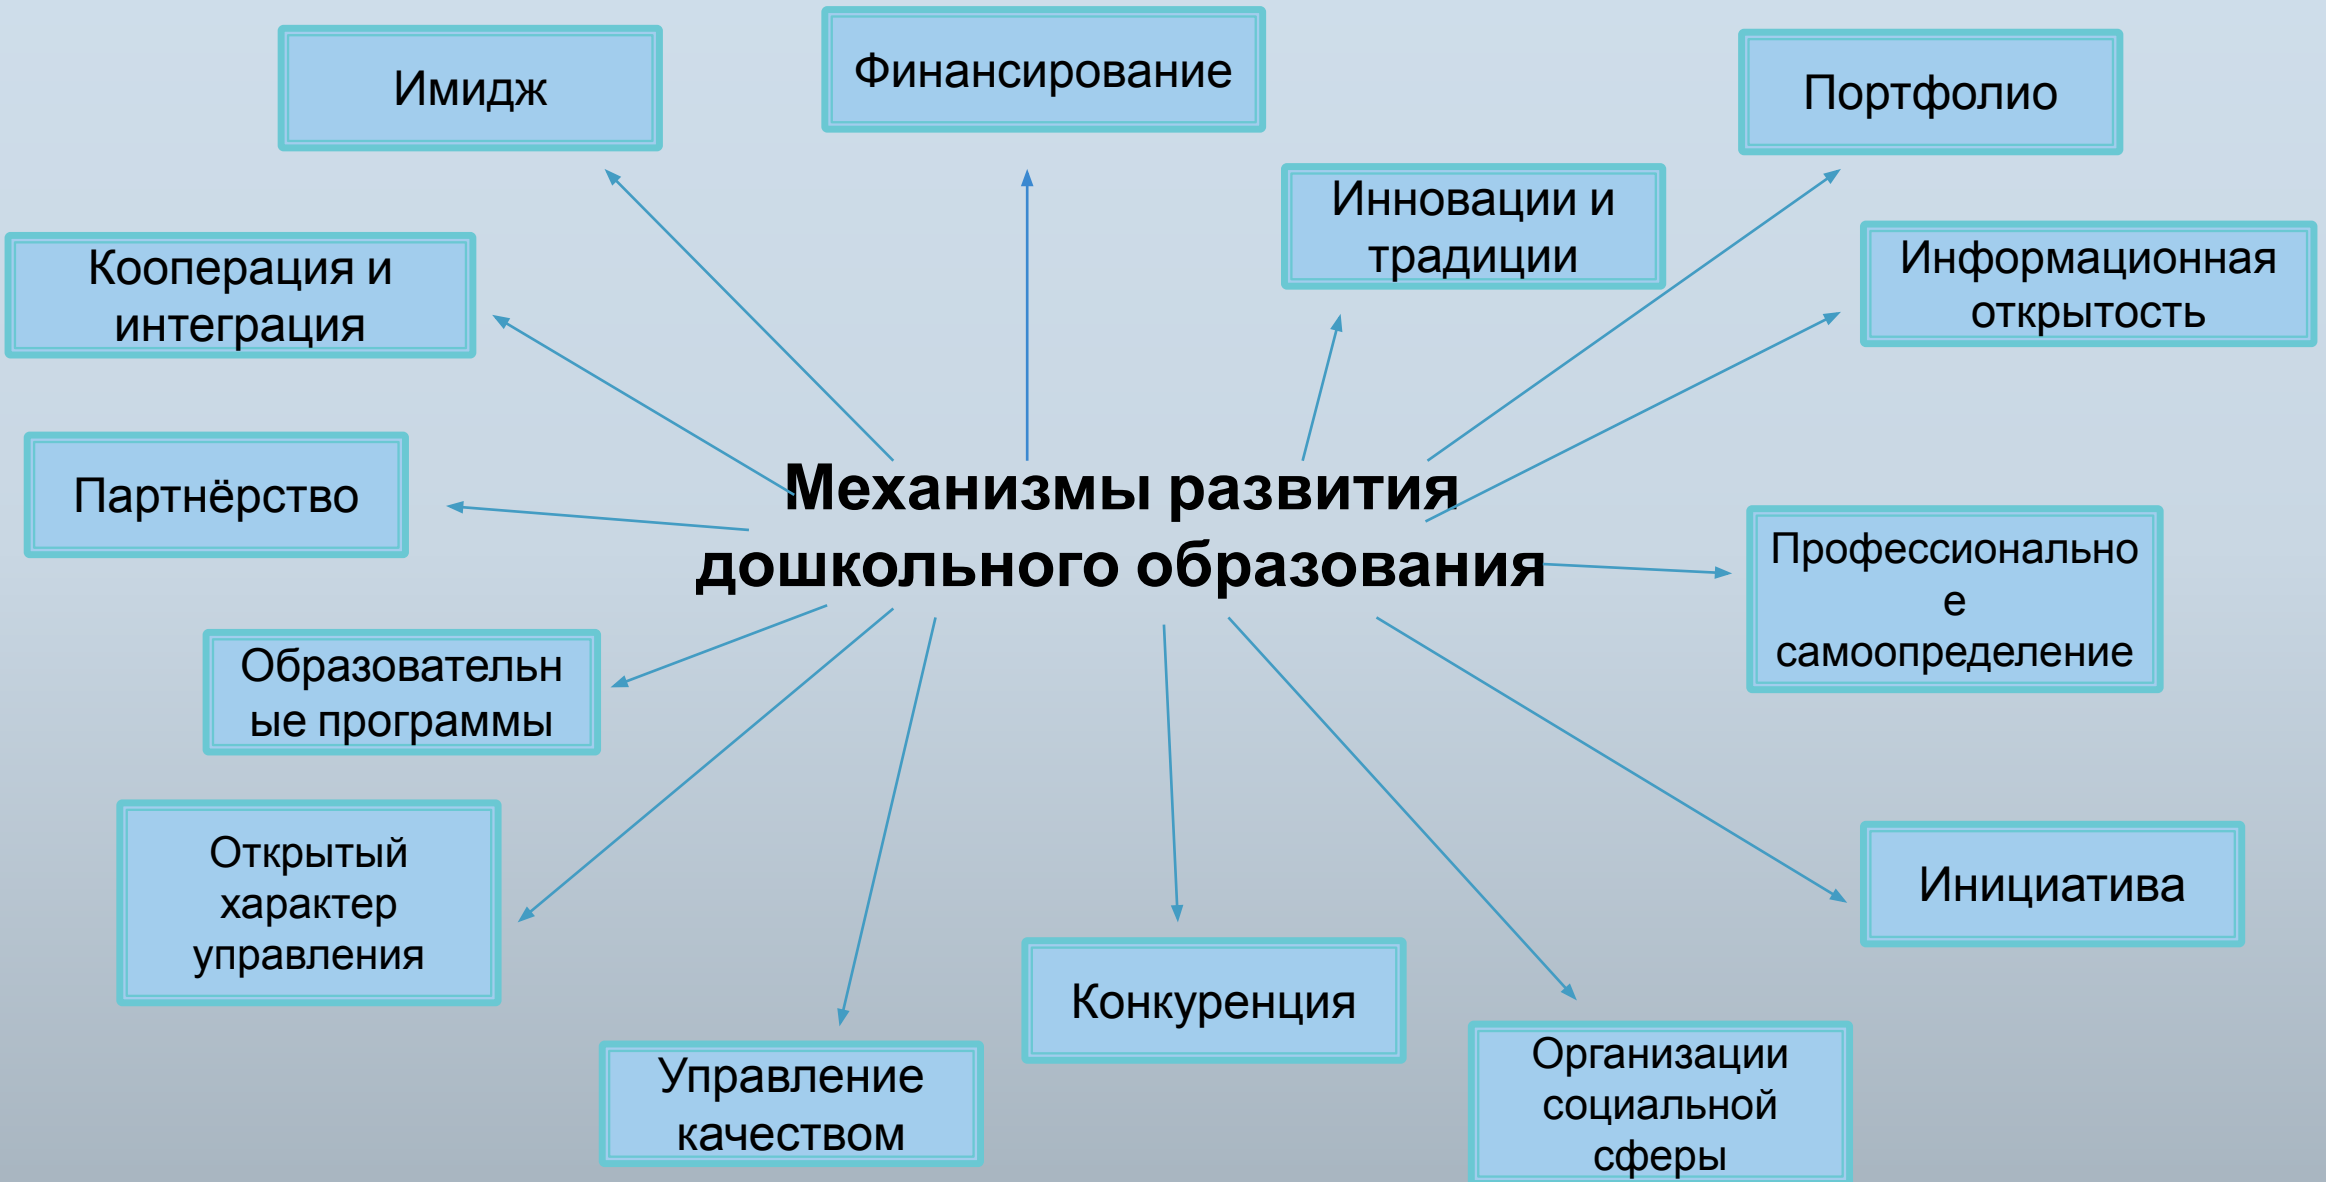 Имидж
Финансирование
Портфолио
Инновации и
традиции
Кооперация и
интеграция
Информационная
открытость
Партнёрство
Механизмы развития
дошкольного образования
Профессионально
е
самоопределение
Образовательн
ые программы
Открытый
характер
управления
Инициатива
Конкуренция
Управление
качеством
Организации
социальной
сферы